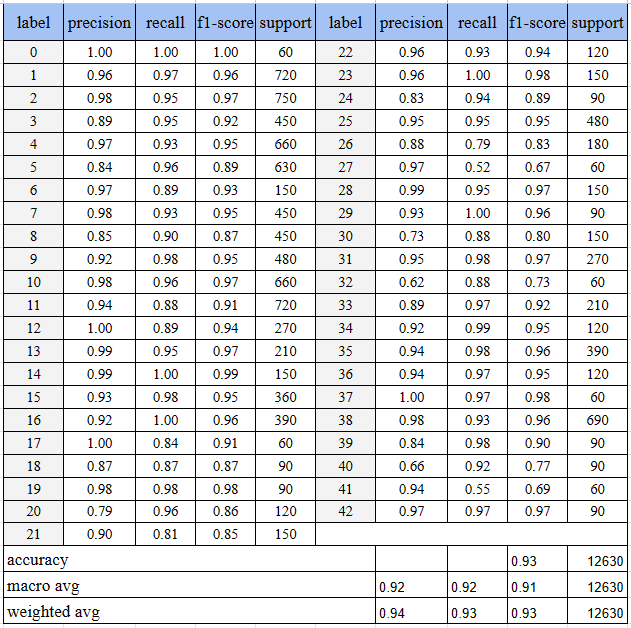 label precision recall f1-score support label precision recall f1-score support
0 1.00 1.00 1.00 60 22 0.96 0.93 0.94 120
1 0.96 0.97 0.96 720 23 0.96 1.00 0.98 150
2 0.98 0.95 0.97 750 24 0.83 0.94 0.89 90
3 0.89 0.95 0.92 450 25 0.95 0.95 0.95 480
4 0.97 0.93 0.95 660 26 0.88 0.79 0.83 180
5 0.84 0.96 0.89 630 27 0.97 0.52 0.67 60
6 0.97 0.89 0.93 150 28 0.99 0.95 0.97 150
7 0.98 0.93 0.95 450 29 0.93 1.00 0.96 90
8 0.85 0.90 0.87 450 30 0.73 0.88 0.80 150
9 0.92 0.98 0.95 480 31 0.95 0.98 0.97 270
10 0.98 0.96 0.97 660 32 0.62 0.88 0.73 60
11 0.94 0.88 0.91 720 33 0.89 0.97 0.92 210
12 1.00 0.89 0.94 270 34 0.92 0.99 0.95 120
13 0.99 0.95 0.97 210 35 0.94 0.98 0.96 390
14 0.99 1.00 0.99 150 36 0.94 0.97 0.95 120
15 0.93 0.98 0.95 360 37 1.00 0.97 0.98 60
16 0.92 1.00 0.96 390 38 0.98 0.93 0.96 690
17 1.00 0.84 0.91 60 39 0.84 0.98 0.90 90
18 0.87 0.87 0.87 90 40 0.66 0.92 0.77 90
19 0.98 0.98 0.98 90 41 0.94 0.55 0.69 60
20 0.79 0.96 0.86 120 42 0.97 0.97 0.97 90
21 0.90 0.81 0.85 150
accuracy 0.93 12630
macro avg 0.92 0.92 0.91 12630
weighted avg 0.94 0.93 0.93 12630